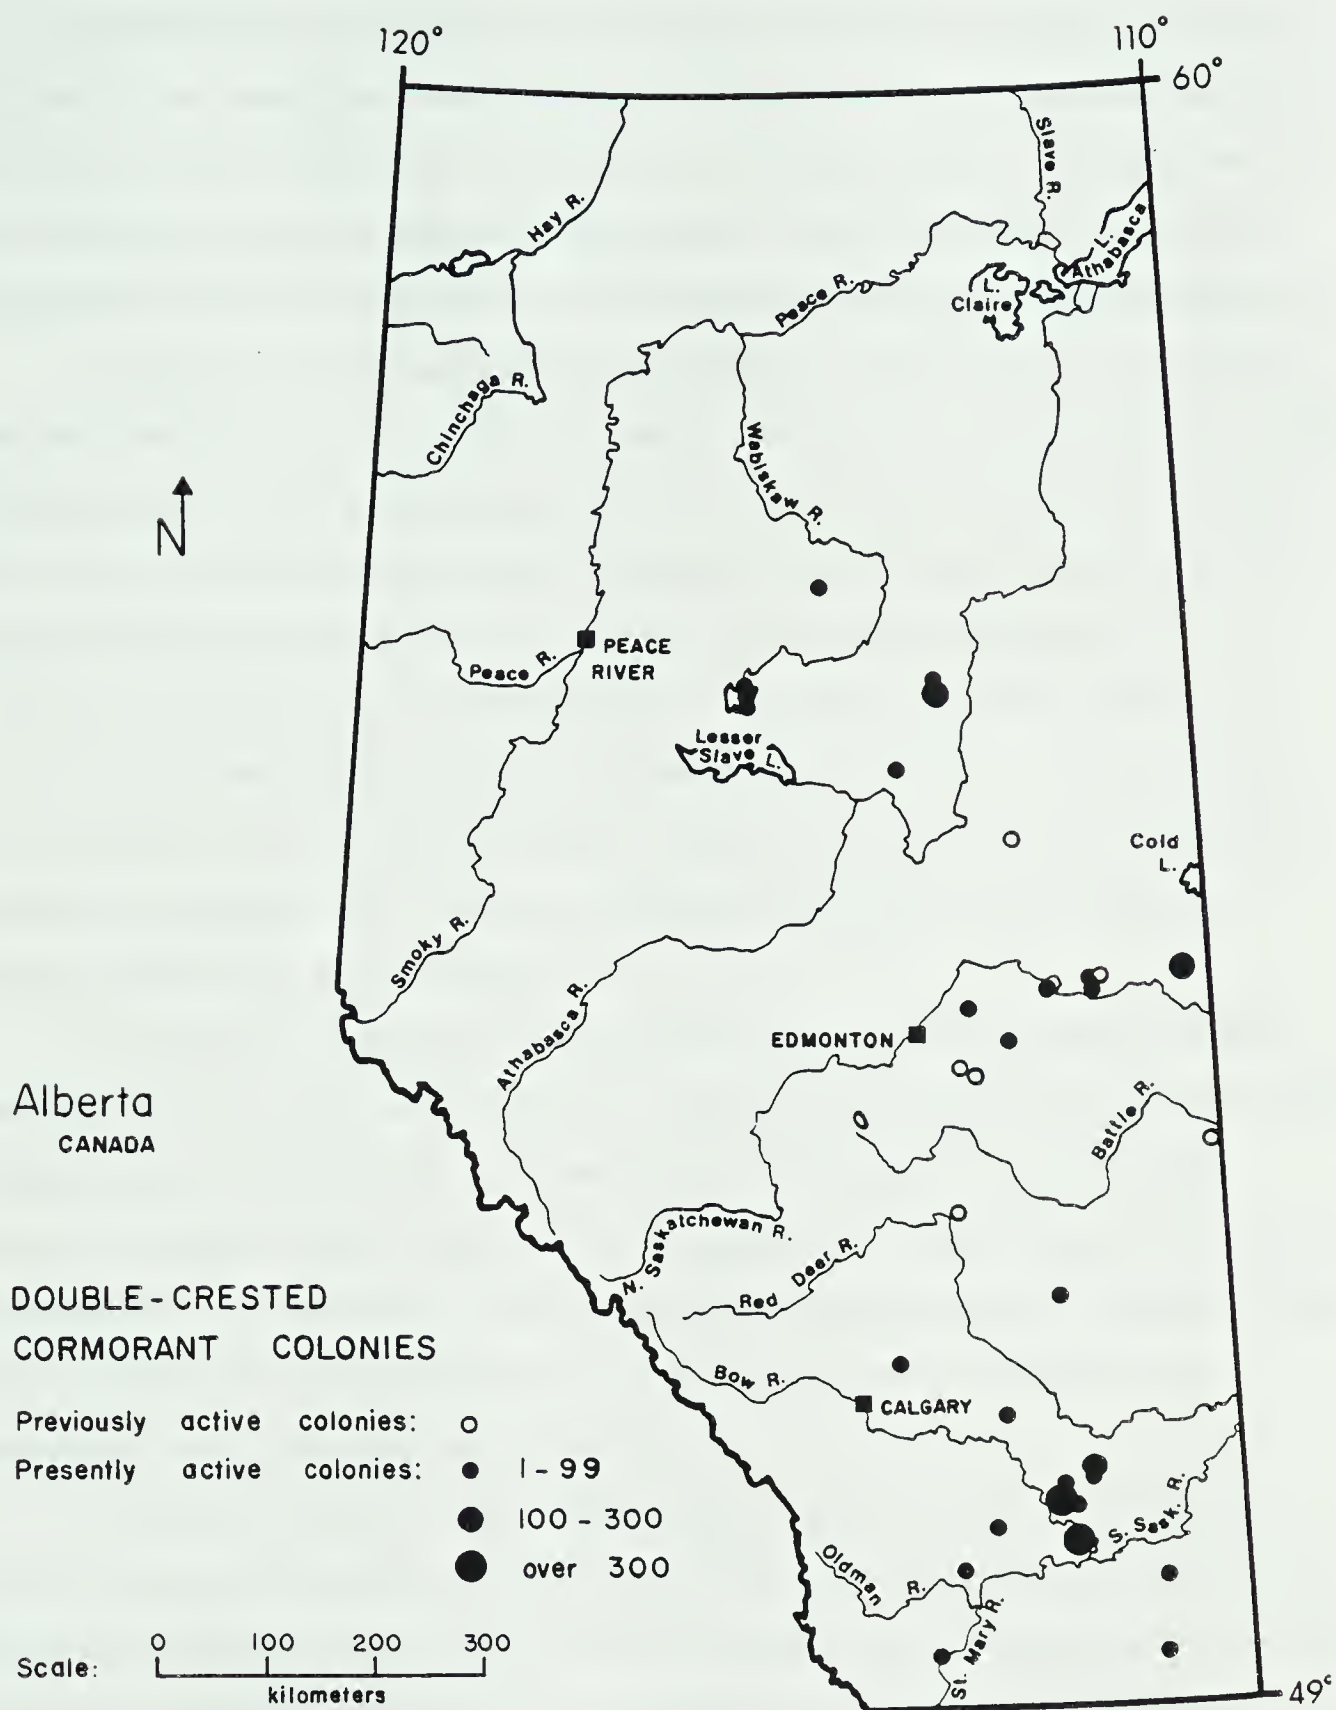 120°
110°
60°
Slave R.
Hay R.
L. Athabasca
L. Claire
Peace R.
Chinchaga R.
Wabiskaw R.
N
PEACE RIVER
Peace R.
Lesser Slave L.
Cold L.
Smoky R.
Athabasca R.
EDMONTON
Battle R.
Alberta
CANADA
N. Saskatchewan R.
Red Deer R.
DOUBLE-CRESTED
CORMORANT COLONIES
Bow R.
CALGARY
Previously active colonies:
Presently active colonies: 1-99
100-300
over 300
S. Sask. R.
Oldman R.
St. Mary R.
Scale: 0 100 200 300
kilometers
49°